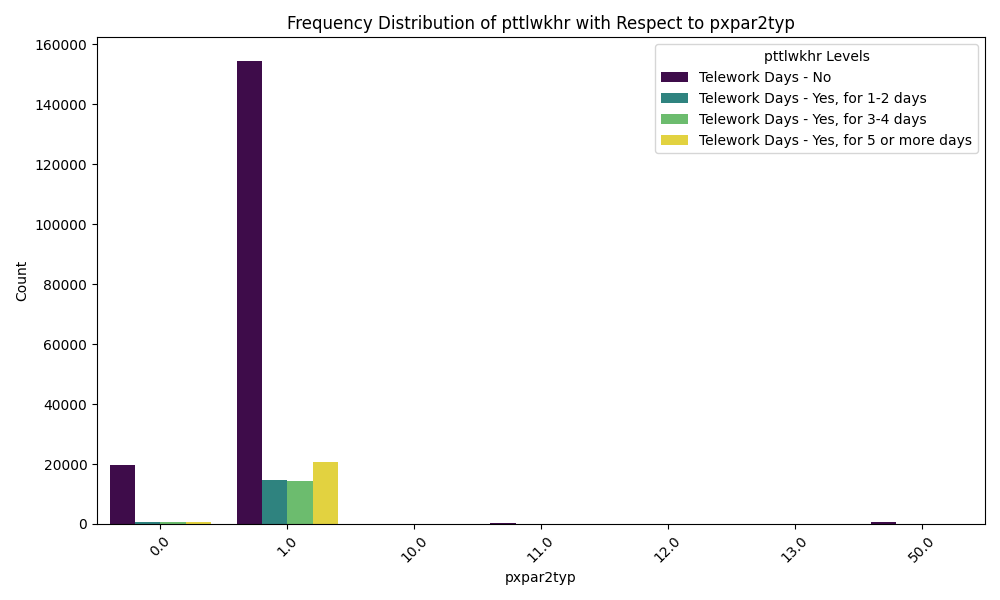 Frequency Distribution of pttlwkhr with Respect to pxpar2typ
pttlwkhr Levels
Telework Days - No
Telework Days - Yes, for 1-2 days
Telework Days - Yes, for 3-4 days
Telework Days - Yes, for 5 or more days
Count
160000
140000
120000
100000
80000
60000
40000
20000
0
0.0
1.0
10.0
11.0
12.0
13.0
50.0
pxpar2typ